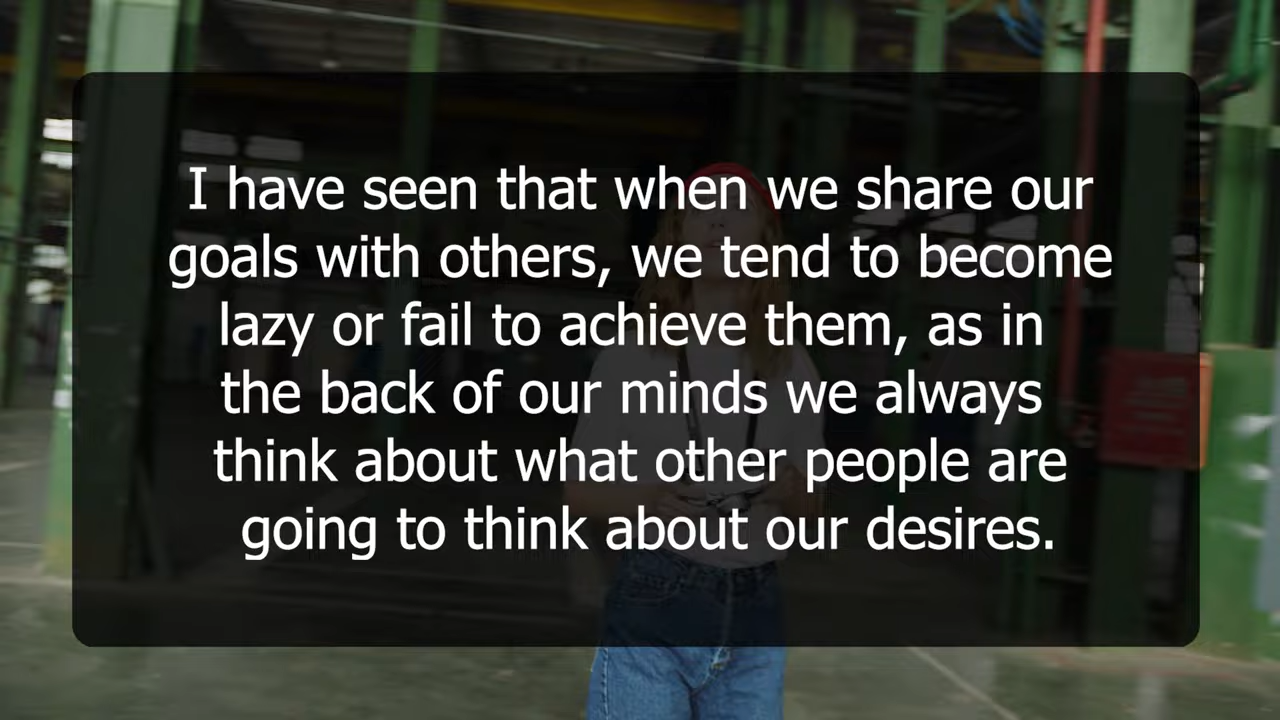 I have seen that when we share our
goals with others, we tend to become
lazy or fail to achieve them, as in
the back of our minds we always
think about what other people are
going to think about our desires.